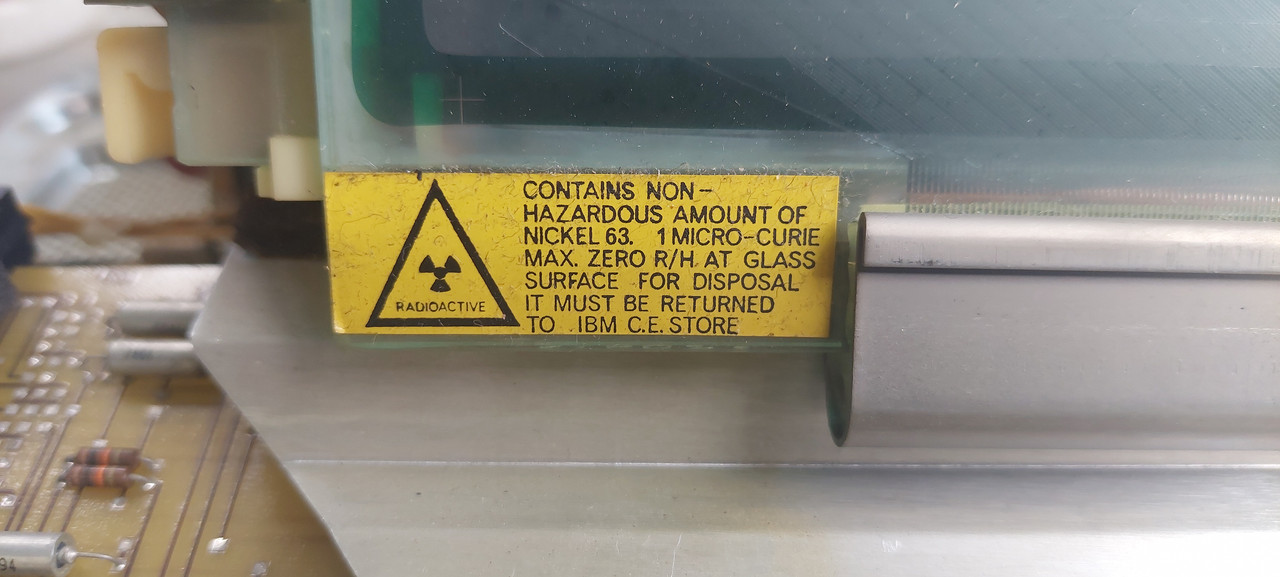 CONTAINS NON-
HAZARDOUS AMOUNT OF
NICKEL 63. 1 MICRO-CURIE
MAX. ZERO R/H AT GLASS
SURFACE FOR DISPOSAL
IT MUST BE RETURNED
TO IBM C.E. STORE
RADIOACTIVE
94